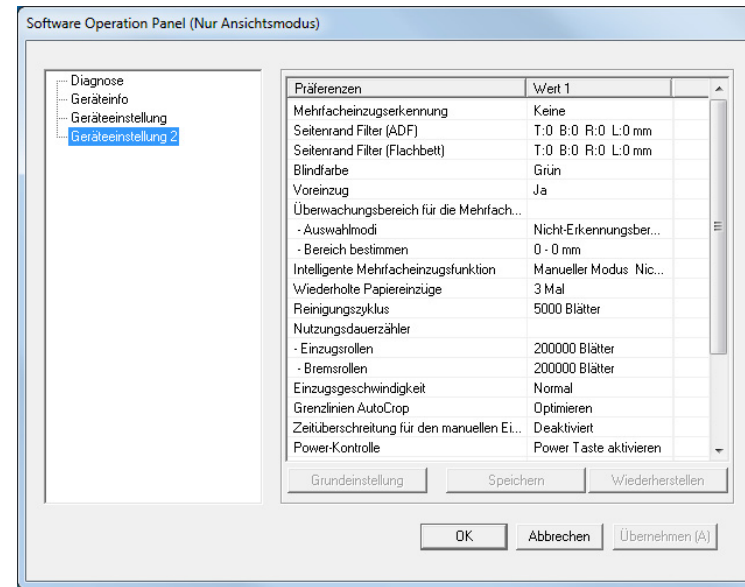 Software Operation Panel (Nur Ansichtsmodus)
Diagnose
Geräteinfo
Geräteeinstellung
Geräteeinstellung 2
Präferenzen Wert 1
Mehrfacheinzugserkennung Keine
Seitenrand Filter (ADF) T:0 B:0 R:0 L:0 mm
Seitenrand Filter (Flachbett) T:0 B:0 R:0 L:0 mm
Blindfarbe Grün
Voreinzug Ja
Überwachungsbereich für die Mehrfach...
- Auswahlmodi Nicht-Erkennungsber...
- Bereich bestimmen 0 - 0 mm
Intelligente Mehrfacheinzugsfunktion Manueller Modus Nic...
Wiederholte Papiereinzüge 3 Mal
Reinigungszyklus 5000 Blätter
Nutzungsdauerzähler
- Einzugsrollen 200000 Blätter
- Bremsrollen 200000 Blätter
Einzugsgeschwindigkeit Normal
Grenzlinien AutoCrop Optimieren
Zeitüberschreitung für den manuellen Ei... Deaktiviert
Power-Kontrolle Power Taste aktivieren
Grundeinstellung Speichern Wiederherstellen
OK Abbrechen Übernehmen (A)